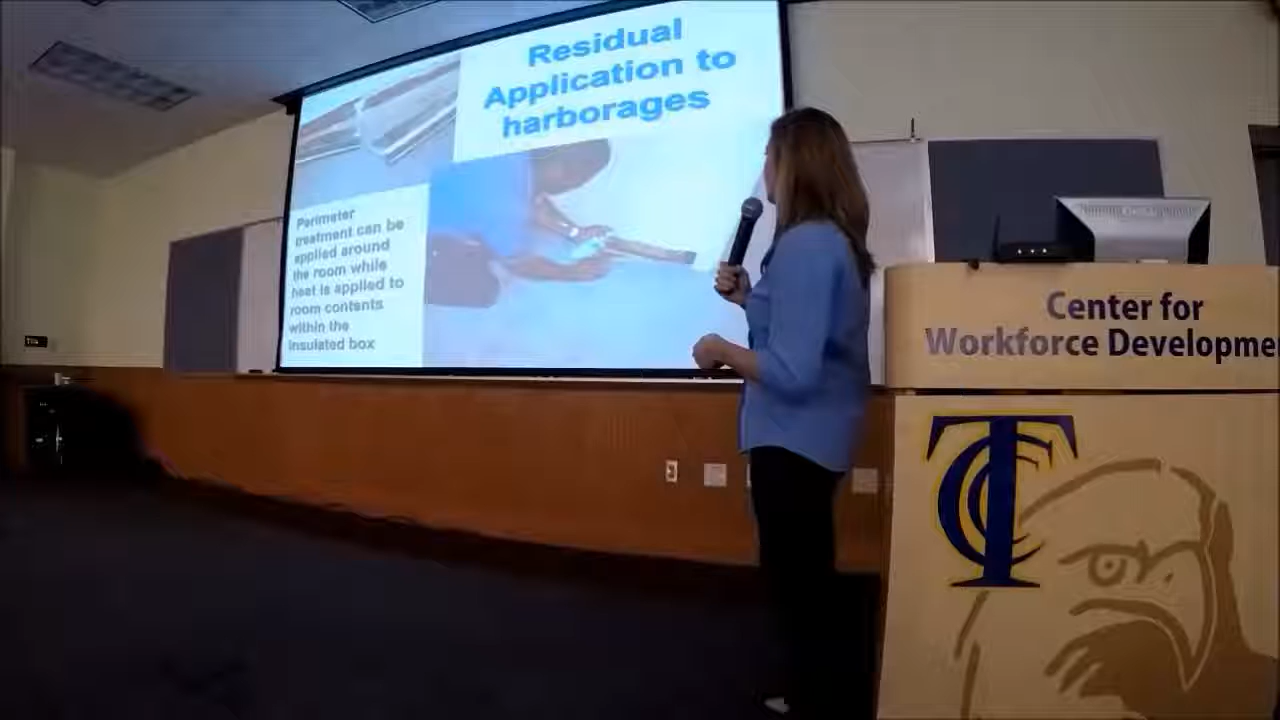 Residual
Application to
harborages
Perimeter
treatment can be
applied around
the room while
heat is applied to
room contents
within the
insulated box
Center for
Workforce Developme
TCC